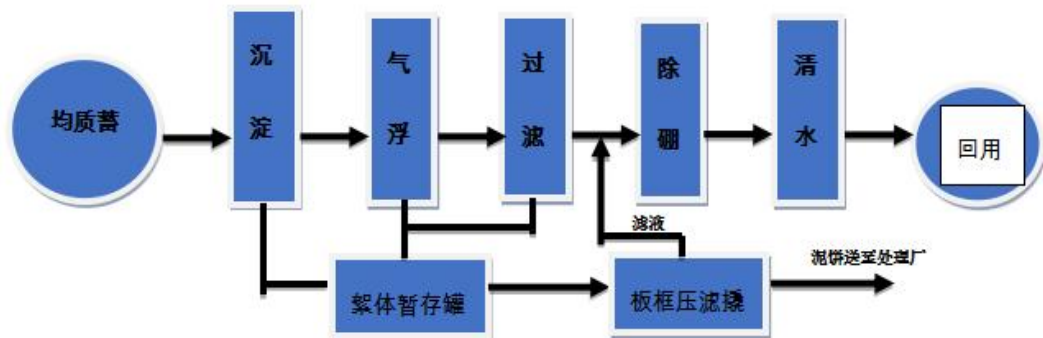 均质蓄
沉淀
气浮
过滤
除硼
清水
回用
滤液
泥饼送至处理厂
絮体暂存罐
板框压滤撬